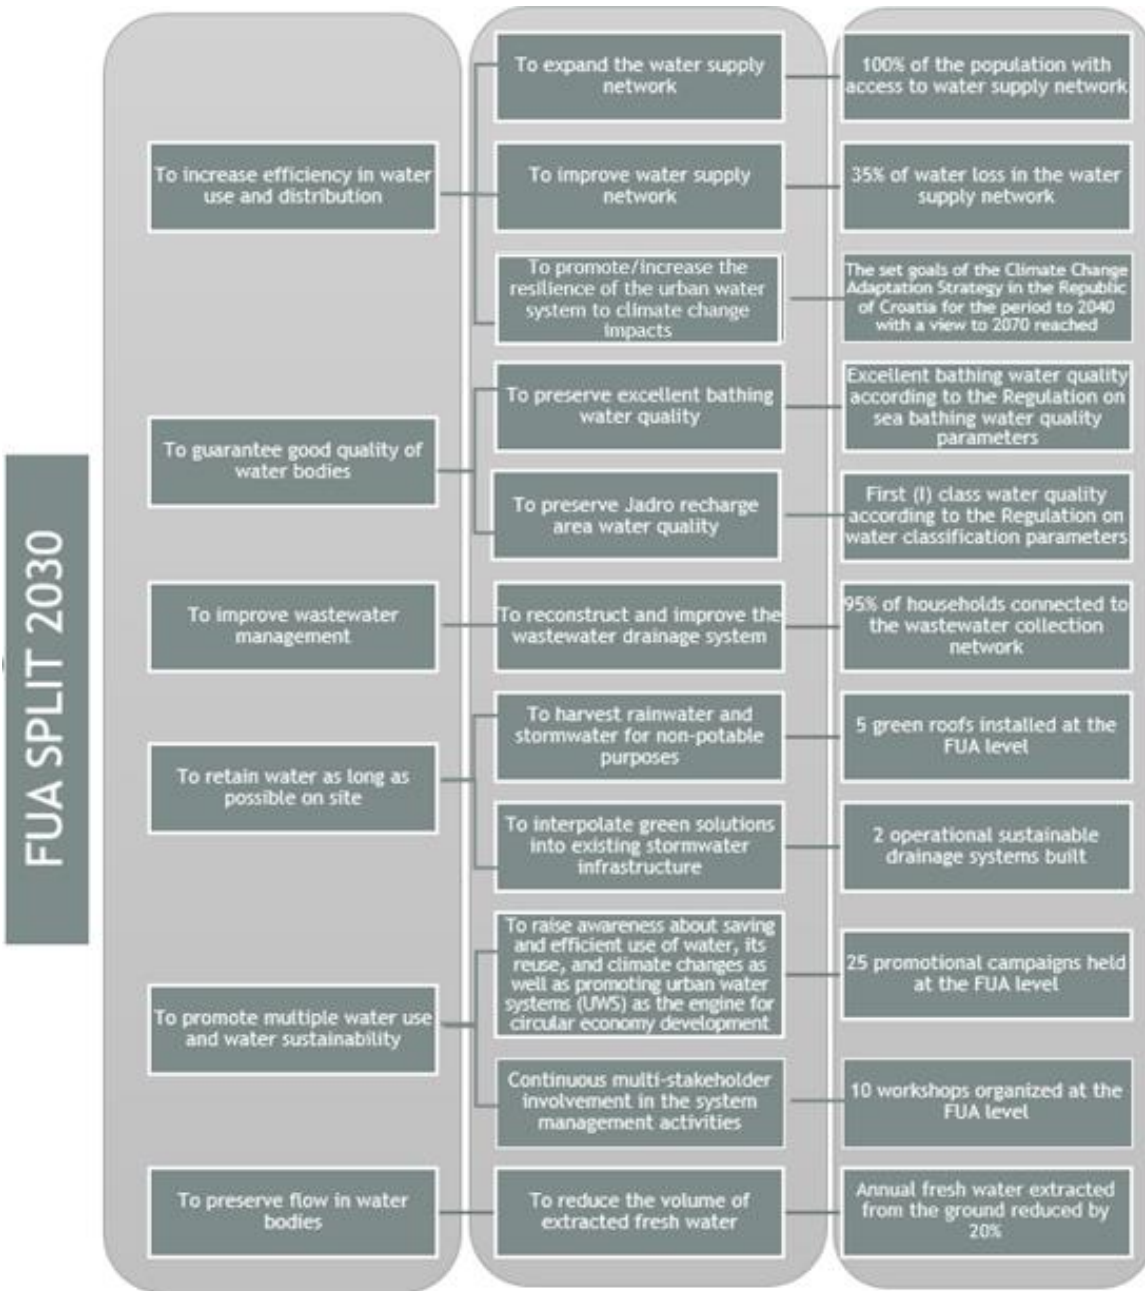 FUA SPLIT 2030
To increase efficiency in water
use and distribution
To expand the water supply
network
100% of the population with
access to water supply network
To improve water supply
network
35% of water loss in the water
supply network
To promote/increase the
resilience of the urban water
system to climate change
impacts
The set goals of the Climate Change
Adaptation Strategy in the Republic
of Croatia for the period to 2040
with a view to 2070 reached
To guarantee good quality of
water bodies
To preserve excellent bathing
water quality
Excellent bathing water quality
according to the Regulation on
sea bathing water quality
parameters
To preserve Jadro recharge
area water quality
First (I) class water quality
according to the Regulation on
water classification parameters
To improve wastewater
management
To reconstruct and improve the
wastewater drainage system
95% of households connected to
the wastewater collection
network
To retain water as long as
possible on site
To harvest rainwater and
stormwater for non-potable
purposes
5 green roofs installed at the
FUA level
To interpolate green solutions
into existing stormwater
infrastructure
2 operational sustainable
drainage systems built
To promote multiple water use
and water sustainability
To raise awareness about saving
and efficient use of water, its
reuse, and climate changes as
well as promoting urban water
systems (UWS) as the engine for
circular economy development
25 promotional campaigns held
at the FUA level
Continuous multi-stakeholder
involvement in the system
management activities
10 workshops organized at the
FUA level
To preserve flow in water
bodies
To reduce the volume of
extracted fresh water
Annual fresh water extracted
from the ground reduced by
20%